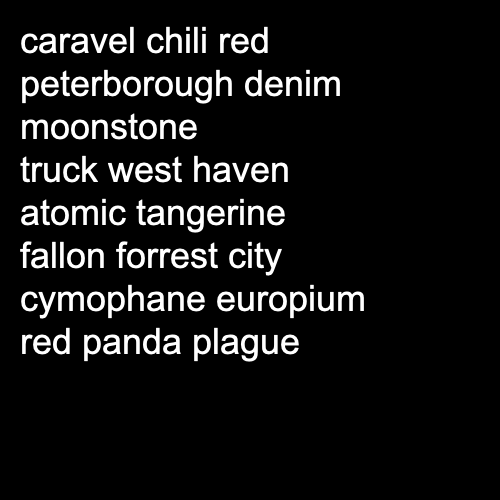 caravel chili red
peterborough denim
moonstone
truck west haven
atomic tangerine
fallon forrest city
cymophane europium
red panda plague